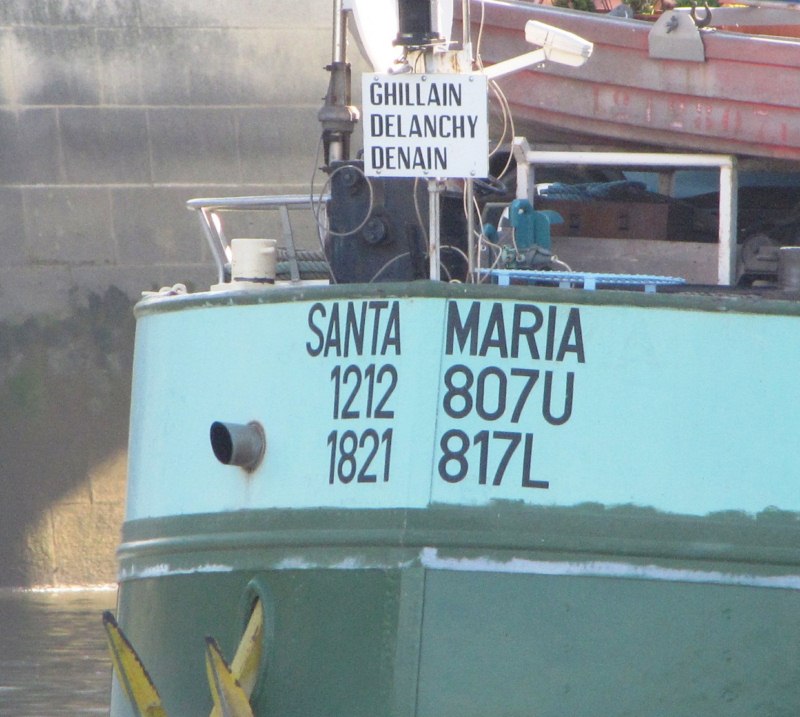 GHILLAIN
DELANCHY
DENAIN
SANTA MARIA
1212 807U
1821 817L